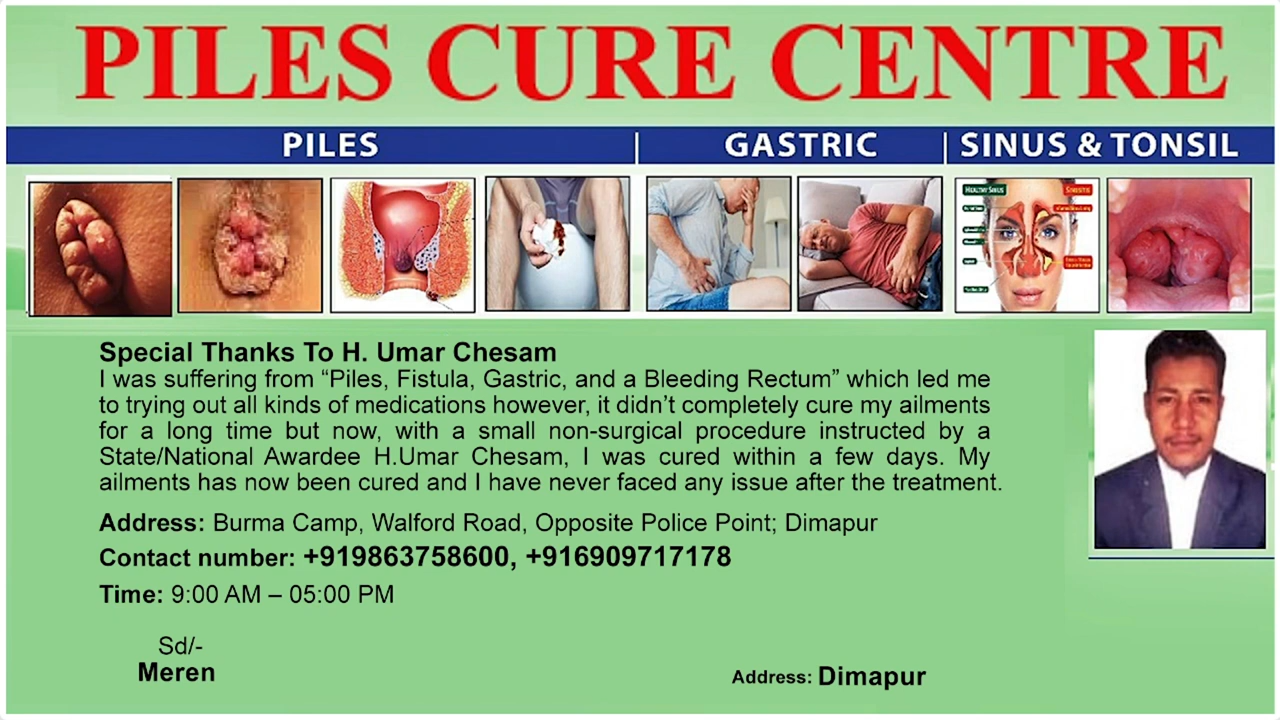 PILES CURE CENTRE
PILES | GASTRIC | SINUS & TONSIL
HEALTHY SINUS
SINUSITIS
Special Thanks To H. Umar Chesam
I was suffering from “Piles, Fistula, Gastric, and a Bleeding Rectum” which led me
to trying out all kinds of medications however, it didn’t completely cure my ailments
for a long time but now, with a small non-surgical procedure instructed by a
State/National Awardee H.Umar Chesam, I was cured within a few days. My
ailments has now been cured and I have never faced any issue after the treatment.
Address: Burma Camp, Walford Road, Opposite Police Point; Dimapur
Contact number: +919863758600, +916909717178
Time: 9:00 AM – 05:00 PM
Sd/-
Meren
Address: Dimapur